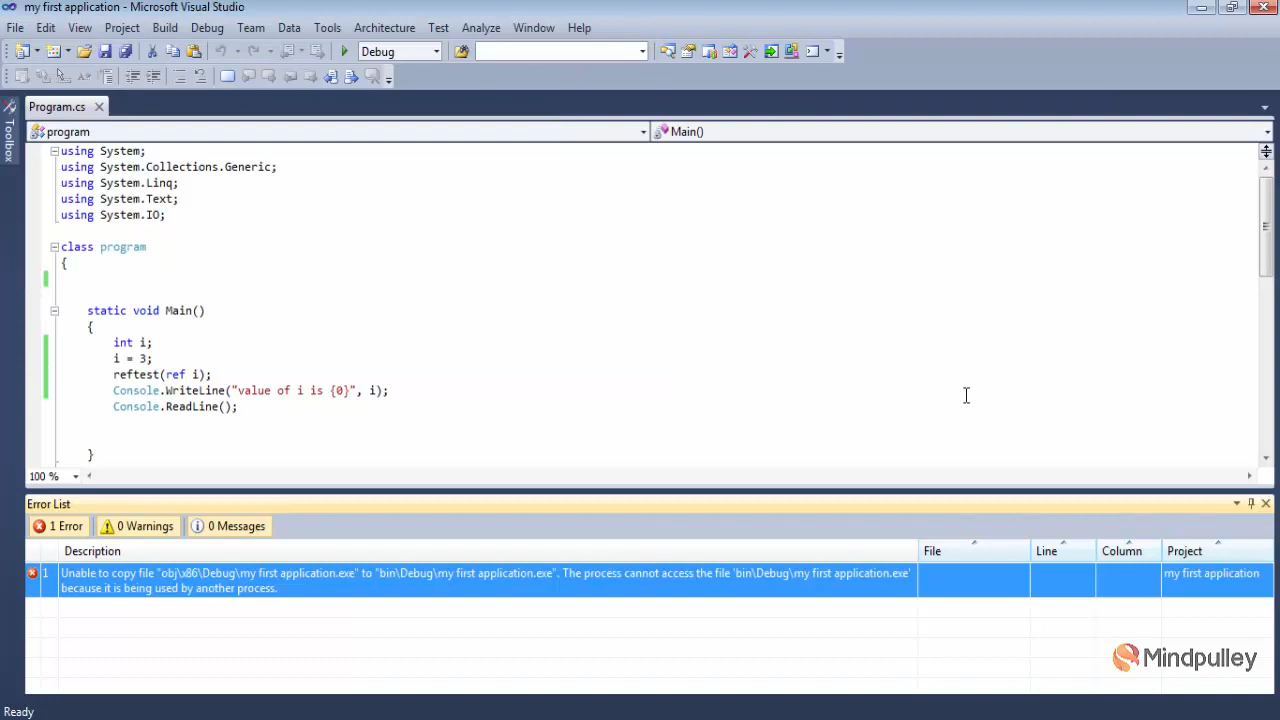 my first application - Microsoft Visual Studio
File Edit View Project Build Debug Team Data Tools Architecture Test Analyze Window Help
Debug
Toolbox
Program.cs
program
Main()
using System;
using System.Collections.Generic;
using System.Linq;
using System.Text;
using System.IO;
class program
{
static void Main()
{
int i;
i = 3;
reftest(ref i);
Console.WriteLine("value of i is {0}", i);
Console.ReadLine();
}
100 %
Error List
1 Error 0 Warnings 0 Messages
Description File Line Column Project
1 Unable to copy file "obj\x86\Debug\my first application.exe" to "bin\Debug\my first application.exe". The process cannot access the file 'bin\Debug\my first application.exe' my first application
because it is being used by another process.
Mindpulley
Ready